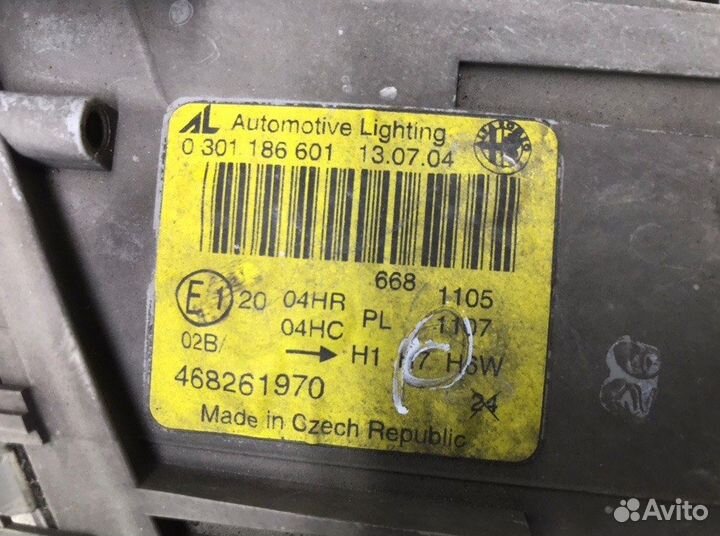 AL Automotive Lighting
0 301 186 601 13.07.04
668 1105
E1 20 04HR PL 1107
04HC
02B/ → H1 H7 H6W
468261970
24
Made in Czech Republic
Avito